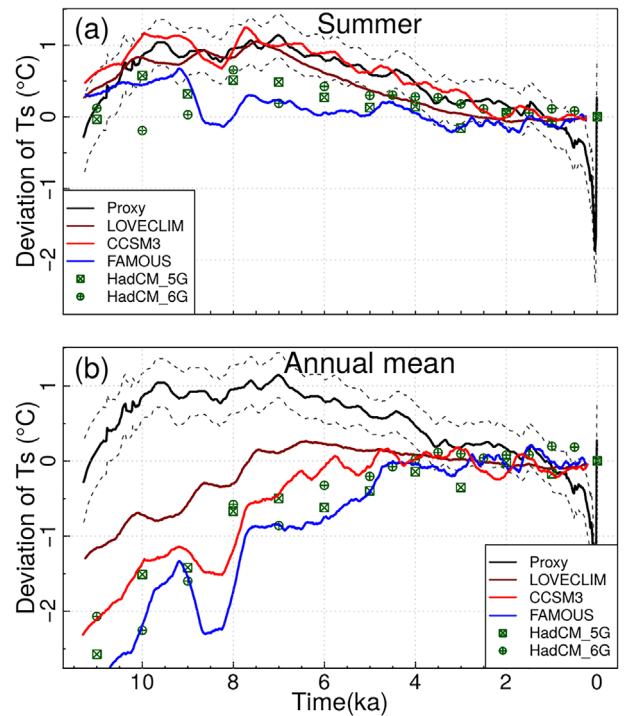 (a) Summer
Deviation of Ts (°C)
1
0
−1
−2
Proxy
LOVECLIM
CCSM3
FAMOUS
HadCM_5G
HadCM_6G
(b) Annual mean
Deviation of Ts (°C)
1
0
−1
−2
Proxy
LOVECLIM
CCSM3
FAMOUS
HadCM_5G
HadCM_6G
10 8 6 4 2 0
Time(ka)